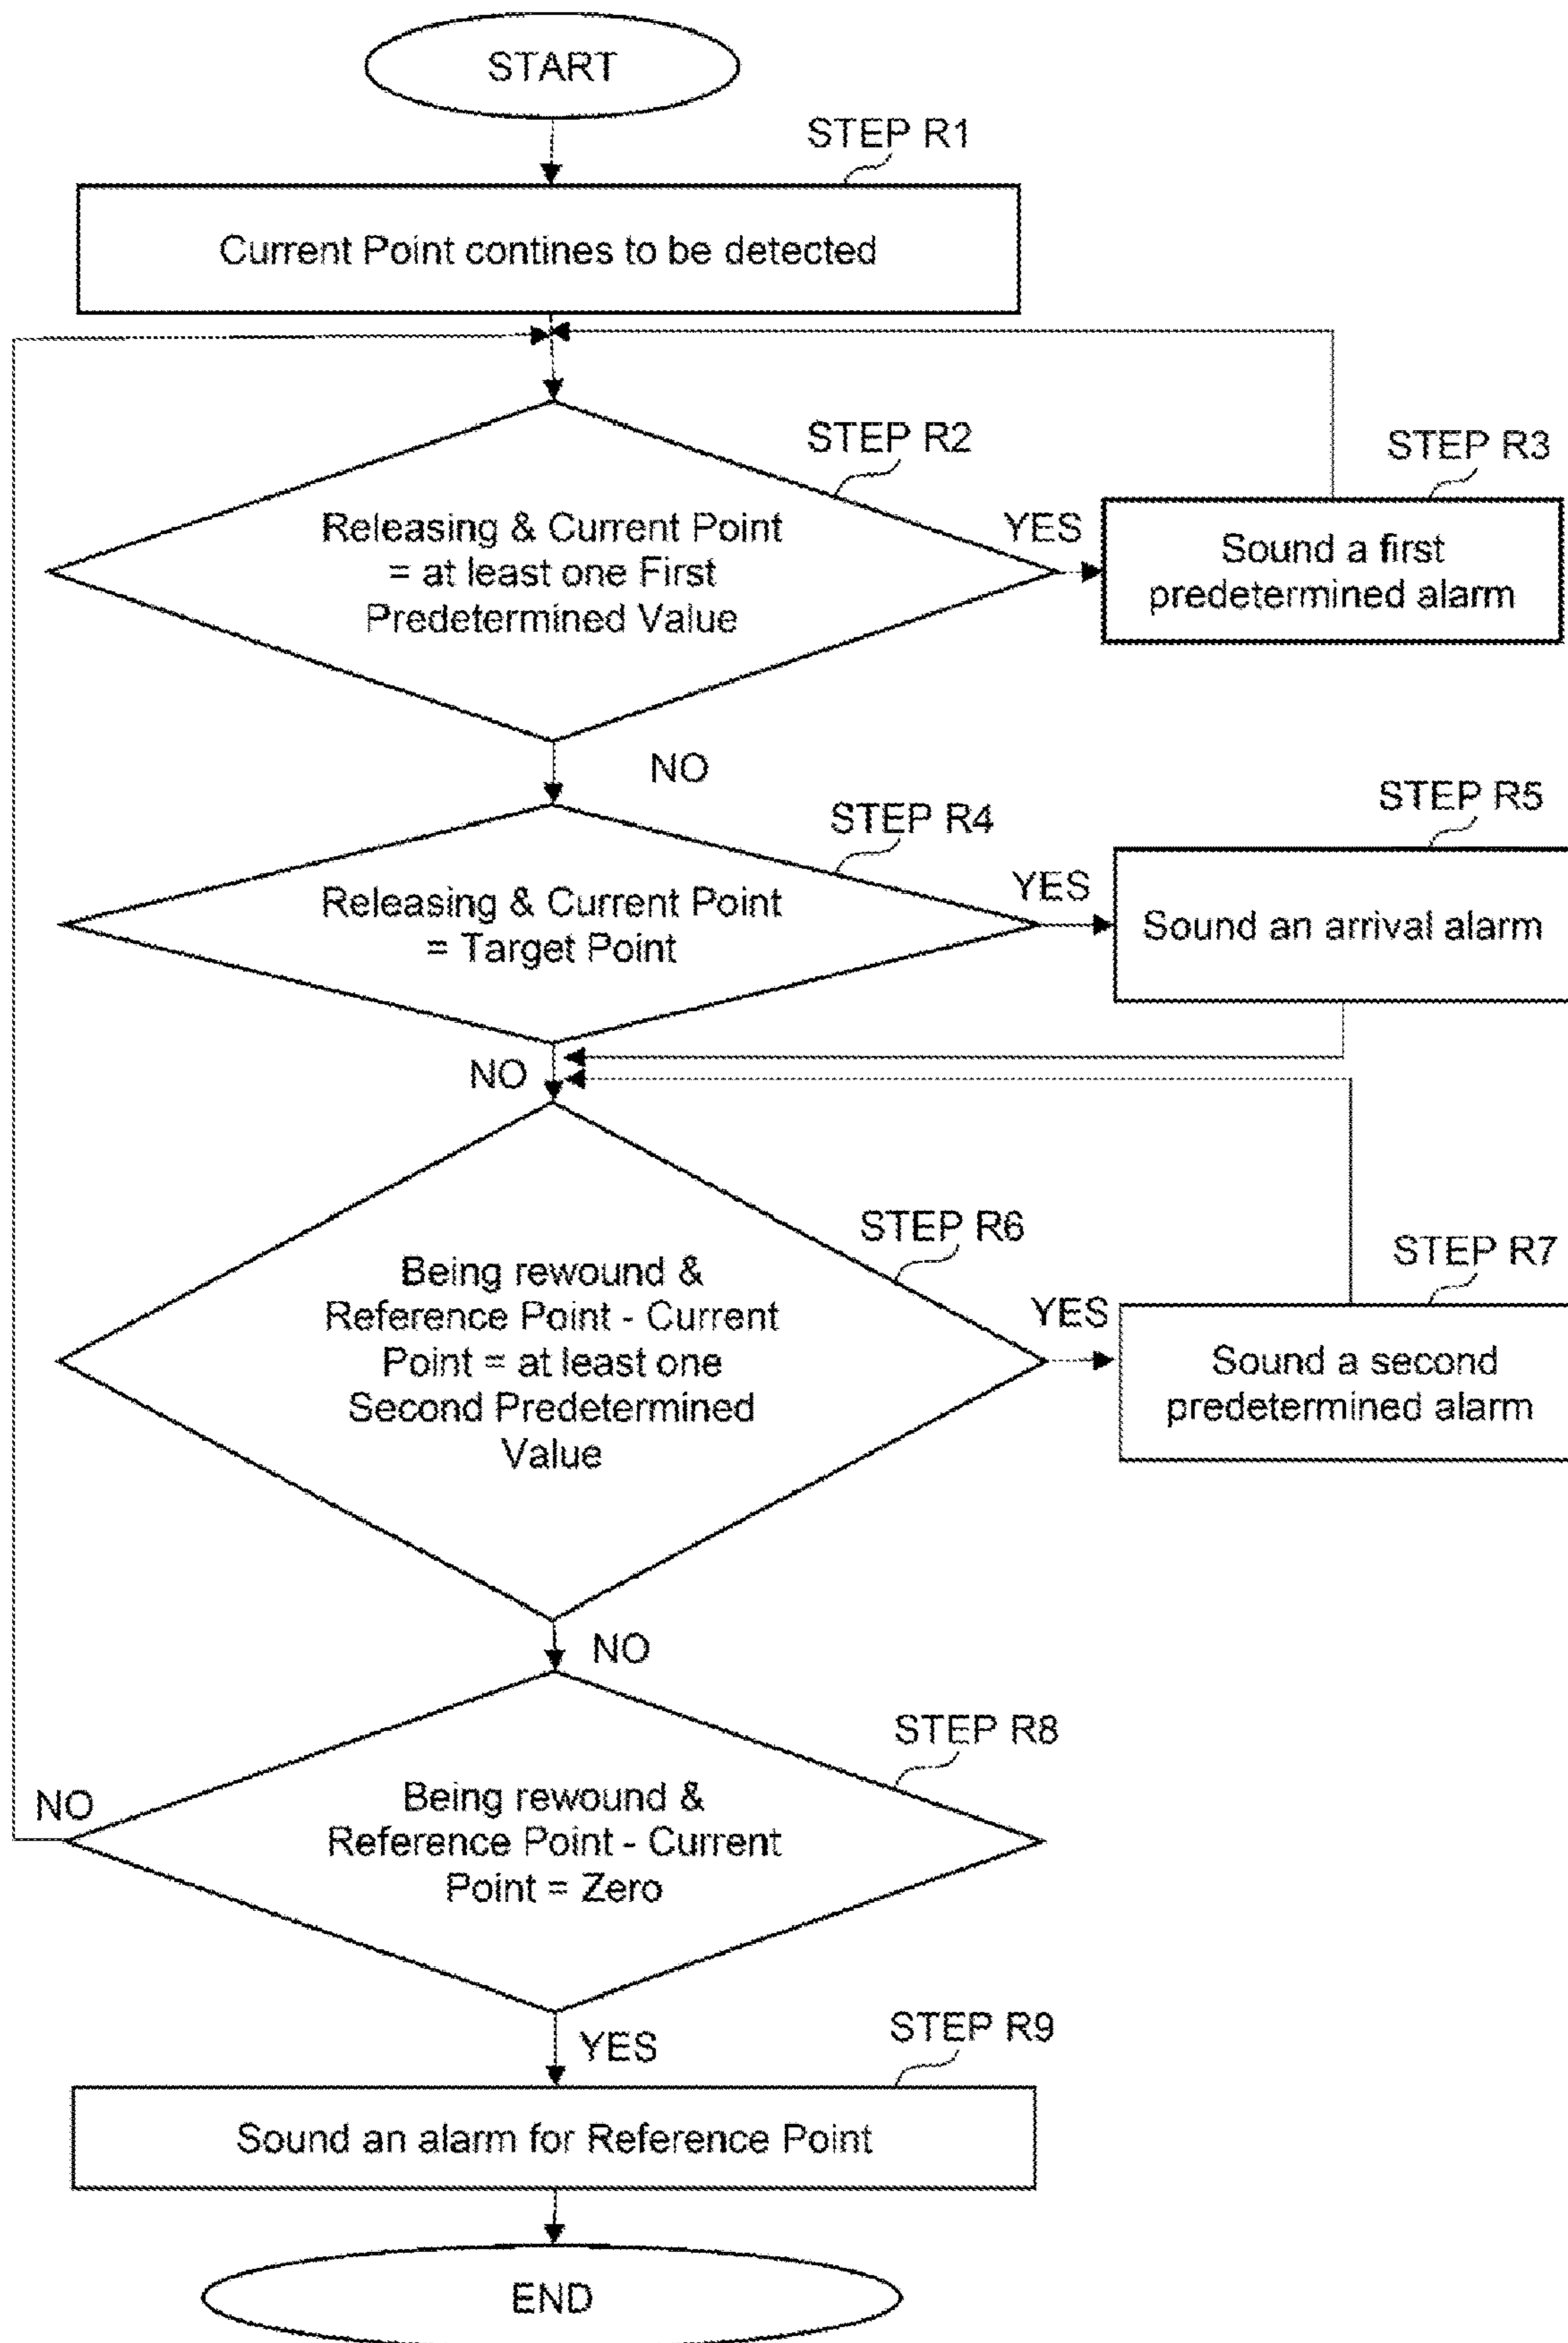 START
STEP R1
Current Point contines to be detected
STEP R2
Releasing & Current Point
= at least one First
Predetermined Value
YES
STEP R3
Sound a first
predetermined alarm
NO
STEP R4
Releasing & Current Point
= Target Point
YES
STEP R5
Sound an arrival alarm
NO
STEP R6
Being rewound &
Reference Point - Current
Point = at least one
Second Predetermined
Value
YES
STEP R7
Sound a second
predetermined alarm
NO
STEP R8
Being rewound &
Reference Point - Current
Point = Zero
NO
YES
STEP R9
Sound an alarm for Reference Point
END